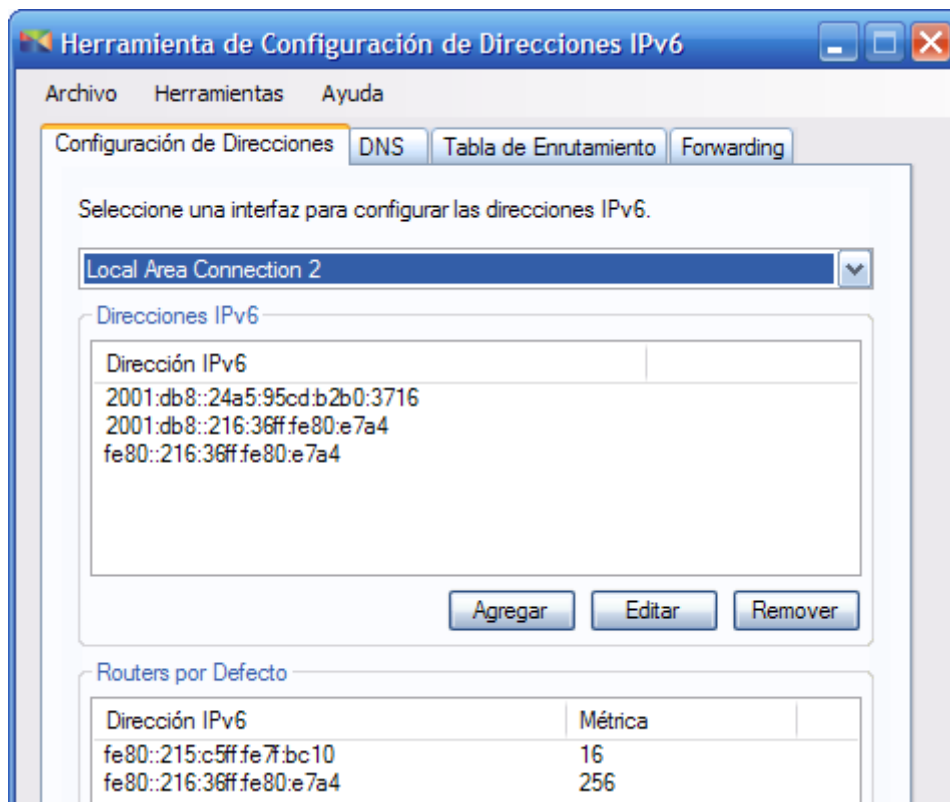 Herramienta de Configuración de Direcciones IPv6
Archivo Herramientas Ayuda
Configuración de Direcciones DNS Tabla de Enrutamiento Forwarding
Seleccione una interfaz para configurar las direcciones IPv6.
Local Area Connection 2
Direcciones IPv6
Dirección IPv6
2001:db8::24a5:95cd:b2b0:3716
2001:db8::216:36ff:fe80:e7a4
fe80::216:36ff:fe80:e7a4
Agregar Editar Remover
Routers por Defecto
Dirección IPv6 Métrica
fe80::215:c5ff:fe7f:bc10 16
fe80::216:36ff:fe80:e7a4 256